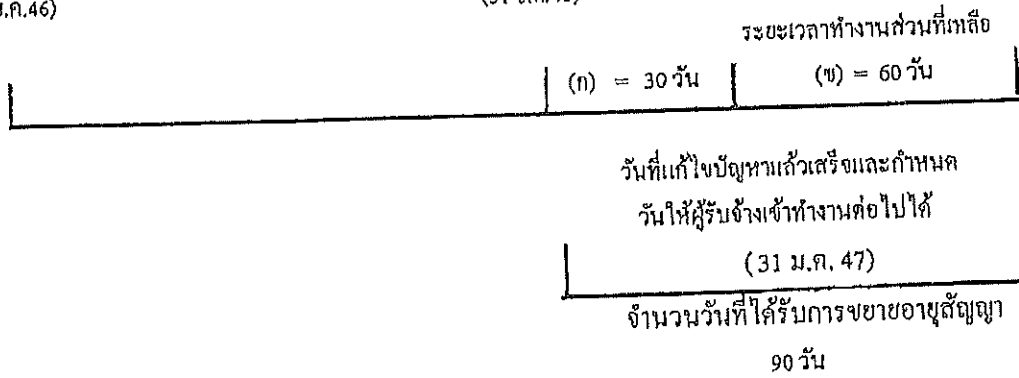 ม.ค.46)
ระยะเวลาทำงานส่วนที่เหลือ
(ก) = 30 วัน
(ข) = 60 วัน
วันที่แก้ไขปัญหาแล้วเสร็จและกำหนด
วันให้ผู้รับจ้างเข้าทำงานต่อไปได้
(31 ม.ค. 47)
จำนวนวันที่ได้รับการขยายอายุสัญญา
90 วัน